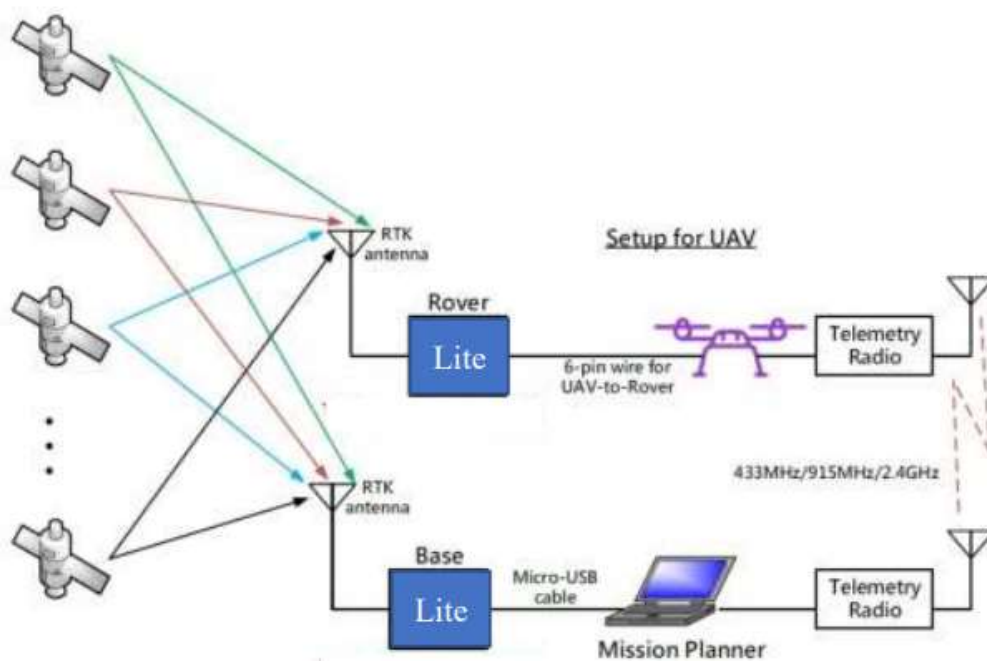 Setup for UAV
RTK
antenna
Rover
Lite
6-pin wire for
UAV-to-Rover
Telemetry
Radio
433MHz/915MHz/2.4GHz
RTK
antenna
Base
Lite
Micro-USB
cable
Mission Planner
Telemetry
Radio